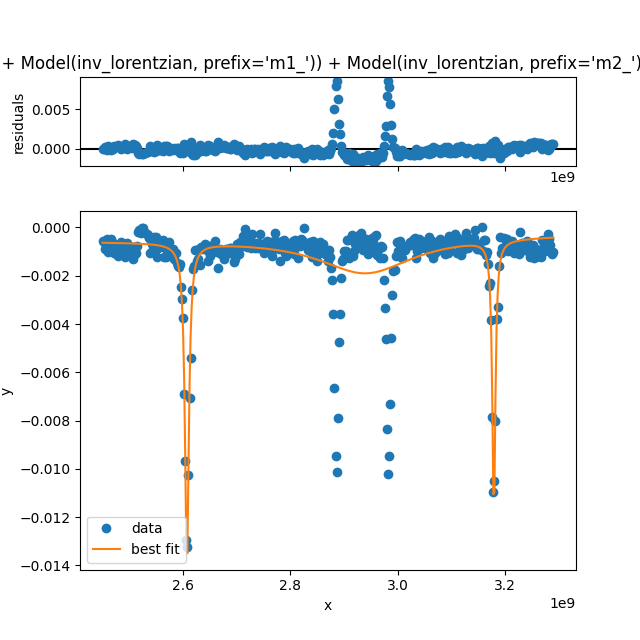 + Model(inv_lorentzian, prefix='m1_')) + Model(inv_lorentzian, prefix='m2_')
residuals
0.005
0.000
1e9
y
0.000
−0.002
−0.004
−0.006
−0.008
−0.010
−0.012
−0.014
data
best fit
2.6 2.8 3.0 3.2
x
1e9